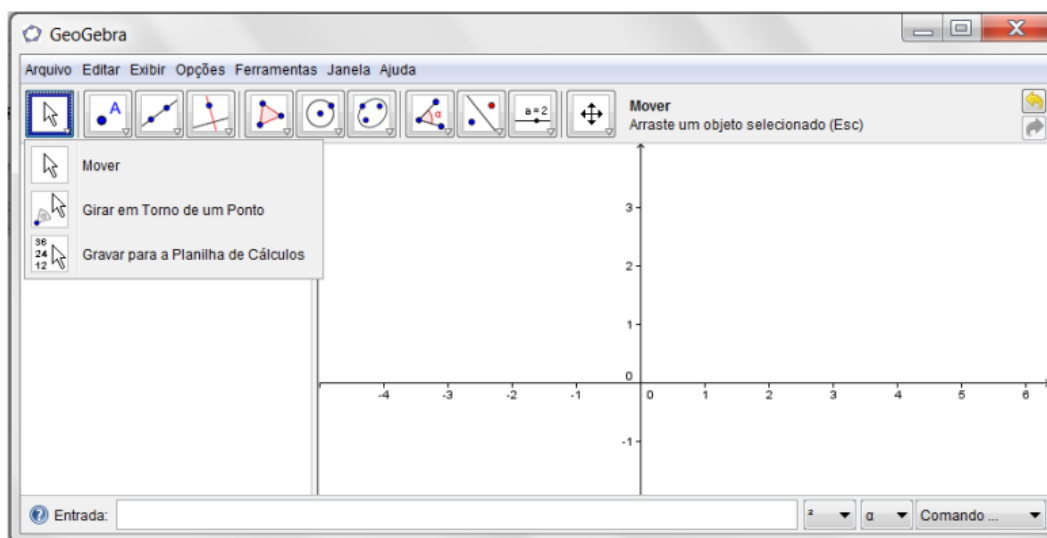 GeoGebra
Arquivo Editar Exibir Opções Ferramentas Janela Ajuda
A
α
a=2
Mover
Arraste um objeto selecionado (Esc)
Mover
Girar em Torno de um Ponto
36
24
12
Gravar para a Planilha de Cálculos
3
2
1
0
-4 -3 -2 -1 0 1 2 3 4 5 6
-1
Entrada: ² α Comando ...